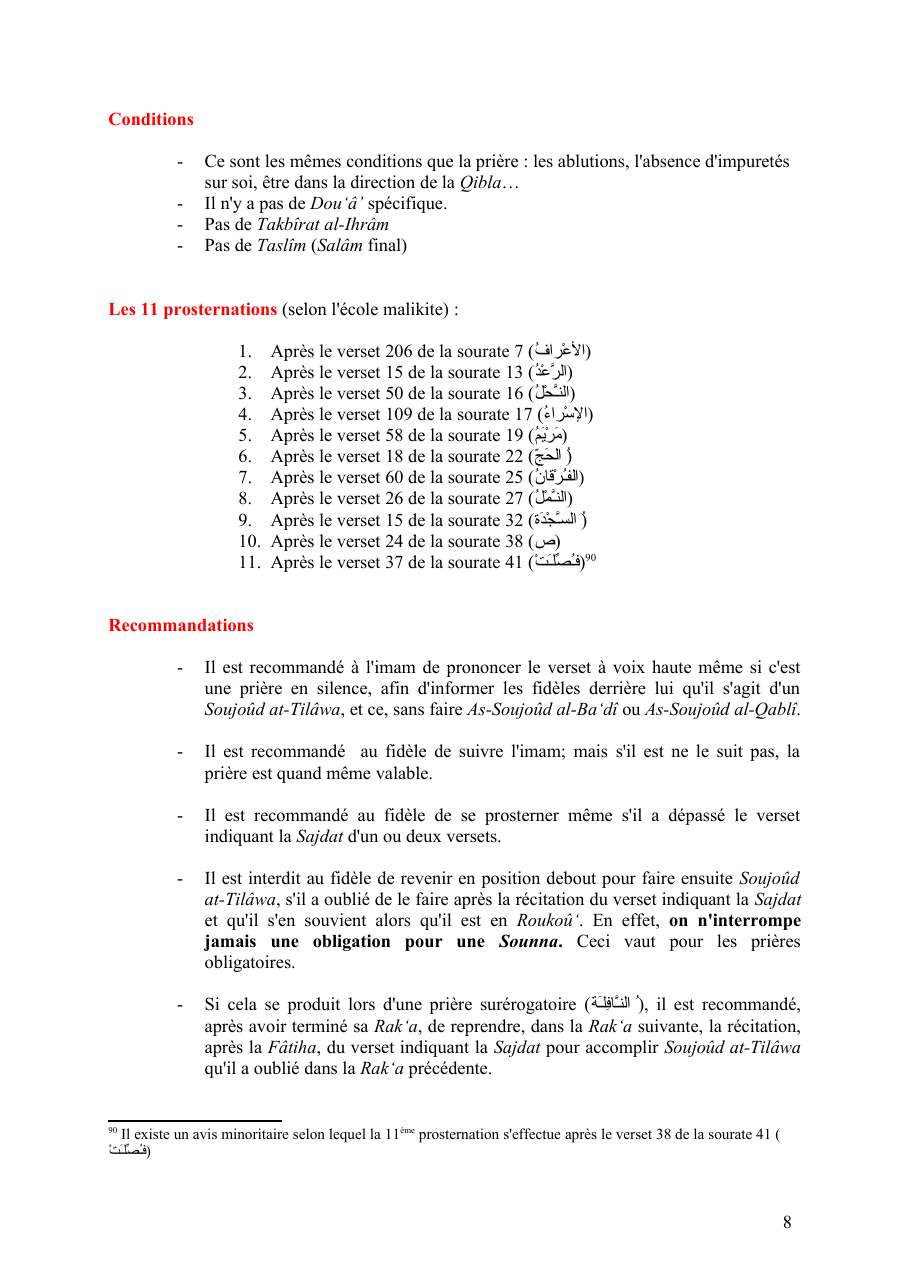 Conditions
- Ce sont les mêmes conditions que la prière : les ablutions, l'absence d'impuretés
sur soi, être dans la direction de la Qibla…
- Il n'y a pas de Dou‘â’ spécifique.
- Pas de Takbîrat al-Ihrâm
- Pas de Taslîm (Salâm final)
Les 11 prosternations (selon l'école malikite) :
1. Après le verset 206 de la sourate 7 (الأعْرافُ)
2. Après le verset 15 de la sourate 13 (الرَّعْدُ)
3. Après le verset 50 de la sourate 16 (النـَّحْلُ)
4. Après le verset 109 de la sourate 17 (الإسْراءُ)
5. Après le verset 58 de la sourate 19 (مَرْيَمُ)
6. Après le verset 18 de la sourate 22 (الحَجّ ُ)
7. Après le verset 60 de la sourate 25 (الفـُرْقانُ)
8. Après le verset 26 de la sourate 27 (النـَّمْلُ)
9. Après le verset 15 de la sourate 32 (السـَّجْدَة ُ)
10. Après le verset 24 de la sourate 38 (ص)
11. Après le verset 37 de la sourate 41 (فـُصِّلـَتْ)90
Recommandations
- Il est recommandé à l'imam de prononcer le verset à voix haute même si c'est
une prière en silence, afin d'informer les fidèles derrière lui qu'il s'agit d'un
Soujoûd at-Tilâwa, et ce, sans faire As-Soujoûd al-Ba‘dî ou As-Soujoûd al-Qablî.
- Il est recommandé au fidèle de suivre l'imam; mais s'il est ne le suit pas, la
prière est quand même valable.
- Il est recommandé au fidèle de se prosterner même s'il a dépassé le verset
indiquant la Sajdat d'un ou deux versets.
- Il est interdit au fidèle de revenir en position debout pour faire ensuite Soujoûd
at-Tilâwa, s'il a oublié de le faire après la récitation du verset indiquant la Sajdat
et qu'il s'en souvient alors qu'il est en Roukoû‘. En effet, on n'interrompe
jamais une obligation pour une Sounna. Ceci vaut pour les prières
obligatoires.
- Si cela se produit lors d'une prière surérogatoire (النـَّافِلـَة ُ), il est recommandé,
après avoir terminé sa Rak‘a, de reprendre, dans la Rak‘a suivante, la récitation,
après la Fâtiha, du verset indiquant la Sajdat pour accomplir Soujoûd at-Tilâwa
qu'il a oublié dans la Rak‘a précédente.
90 Il existe un avis minoritaire selon lequel la 11ème prosternation s'effectue après le verset 38 de la sourate 41 (
فـُصِّلـَتْ)
8